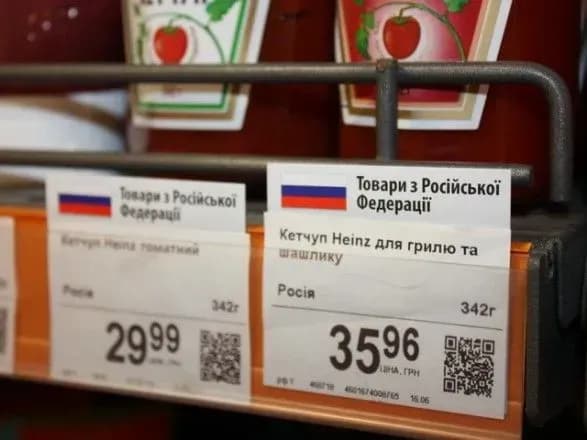 Товари з Російської
Федерації
Кетчуп Heinz томатний
Росія
342г
29 99
Товари з Російської
Федерації
Кетчуп Heinz для грилю та
шашлику
Росія
342г
35 96
ЦІНА, ГРН
460718 4601674008765 16.06